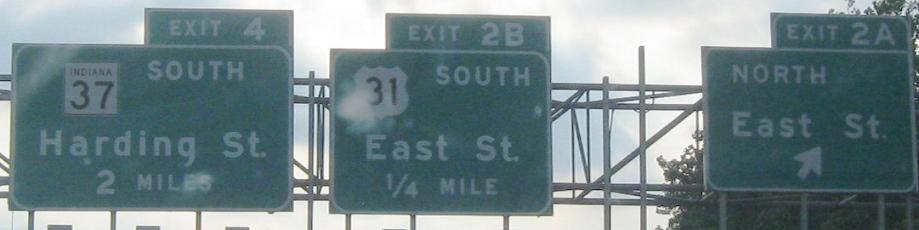 EXIT 4
INDIANA
37
SOUTH
Harding St.
2 MILES
EXIT 2B
31
SOUTH
East St.
1/4 MILE
EXIT 2A
NORTH
East St.